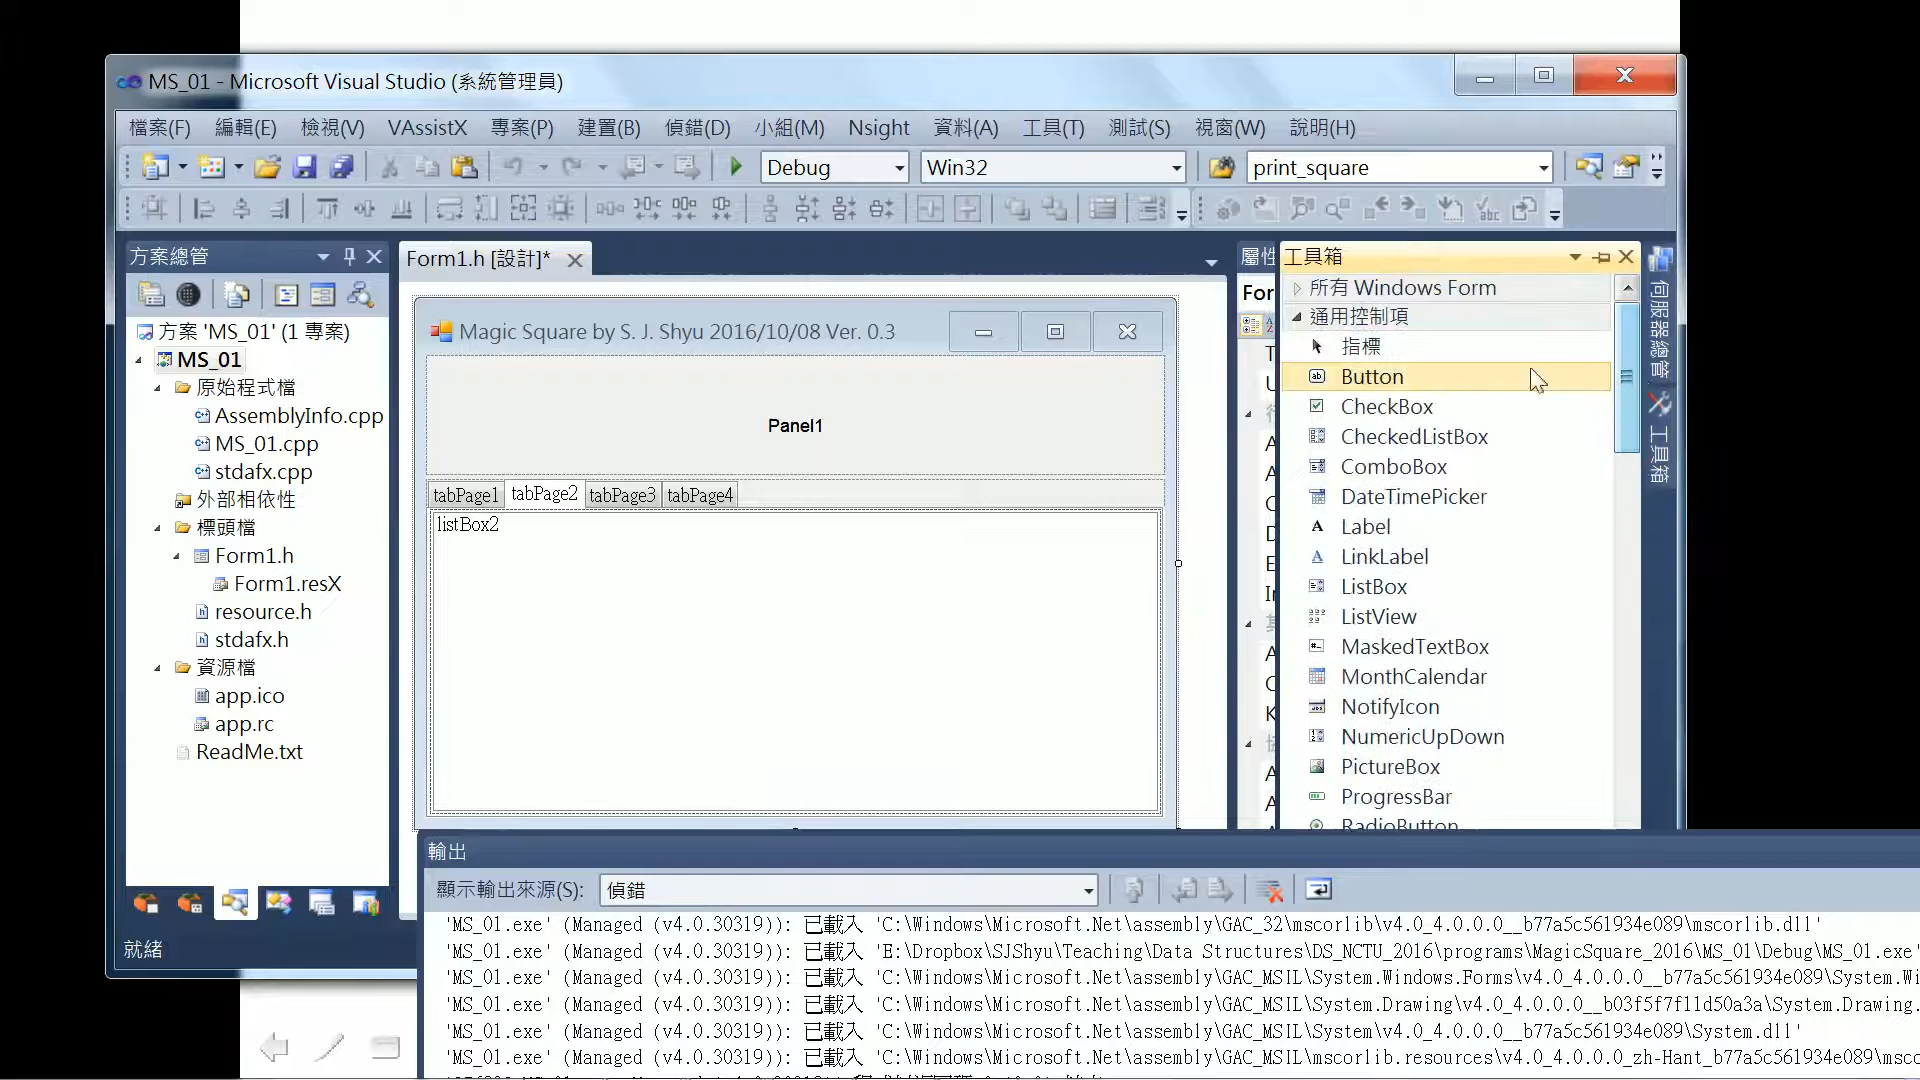 MS_01 - Microsoft Visual Studio (系統管理員)
檔案(F) 編輯(E) 檢視(V) VAssistX 專案(P) 建置(B) 偵錯(D) 小組(M) Nsight 資料(A) 工具(T) 測試(S) 視窗(W) 說明(H)
Debug Win32 print_square
方案總管
方案 'MS_01' (1 專案)
MS_01
原始程式檔
AssemblyInfo.cpp
MS_01.cpp
stdafx.cpp
外部相依性
標頭檔
Form1.h
Form1.resX
resource.h
stdafx.h
資源檔
app.ico
app.rc
ReadMe.txt
就緒
Form1.h [設計]*
Magic Square by S. J. Shyu 2016/10/08 Ver. 0.3
Panel1
tabPage1 tabPage2 tabPage3 tabPage4
listBox2
屬性
For
工具箱
所有 Windows Form
通用控制項
指標
Button
CheckBox
CheckedListBox
ComboBox
DateTimePicker
Label
LinkLabel
ListBox
ListView
MaskedTextBox
MonthCalendar
NotifyIcon
NumericUpDown
PictureBox
ProgressBar
RadioButton
伺服器總管
工具箱
輸出
顯示輸出來源(S): 偵錯
'MS_01.exe' (Managed (v4.0.30319)): 已載入 'C:\Windows\Microsoft.Net\assembly\GAC_32\mscorlib\v4.0_4.0.0.0__b77a5c561934e089\mscorlib.dll'
'MS_01.exe' (Managed (v4.0.30319)): 已載入 'E:\Dropbox\SJShyu\Teaching\Data Structures\DS_NCTU_2016\programs\MagicSquare_2016\MS_01\Debug\MS_01.exe'
'MS_01.exe' (Managed (v4.0.30319)): 已載入 'C:\Windows\Microsoft.Net\assembly\GAC_MSIL\System.Windows.Forms\v4.0_4.0.0.0__b77a5c561934e089\System.Wi
'MS_01.exe' (Managed (v4.0.30319)): 已載入 'C:\Windows\Microsoft.Net\assembly\GAC_MSIL\System.Drawing\v4.0_4.0.0.0__b03f5f7f11d50a3a\System.Drawing.
'MS_01.exe' (Managed (v4.0.30319)): 已載入 'C:\Windows\Microsoft.Net\assembly\GAC_MSIL\System\v4.0_4.0.0.0__b77a5c561934e089\System.dll'
'MS_01.exe' (Managed (v4.0.30319)): 已載入 'C:\Windows\Microsoft.Net\assembly\GAC_MSIL\mscorlib.resources\v4.0_4.0.0.0_zh-Hant_b77a5c561934e089\msco